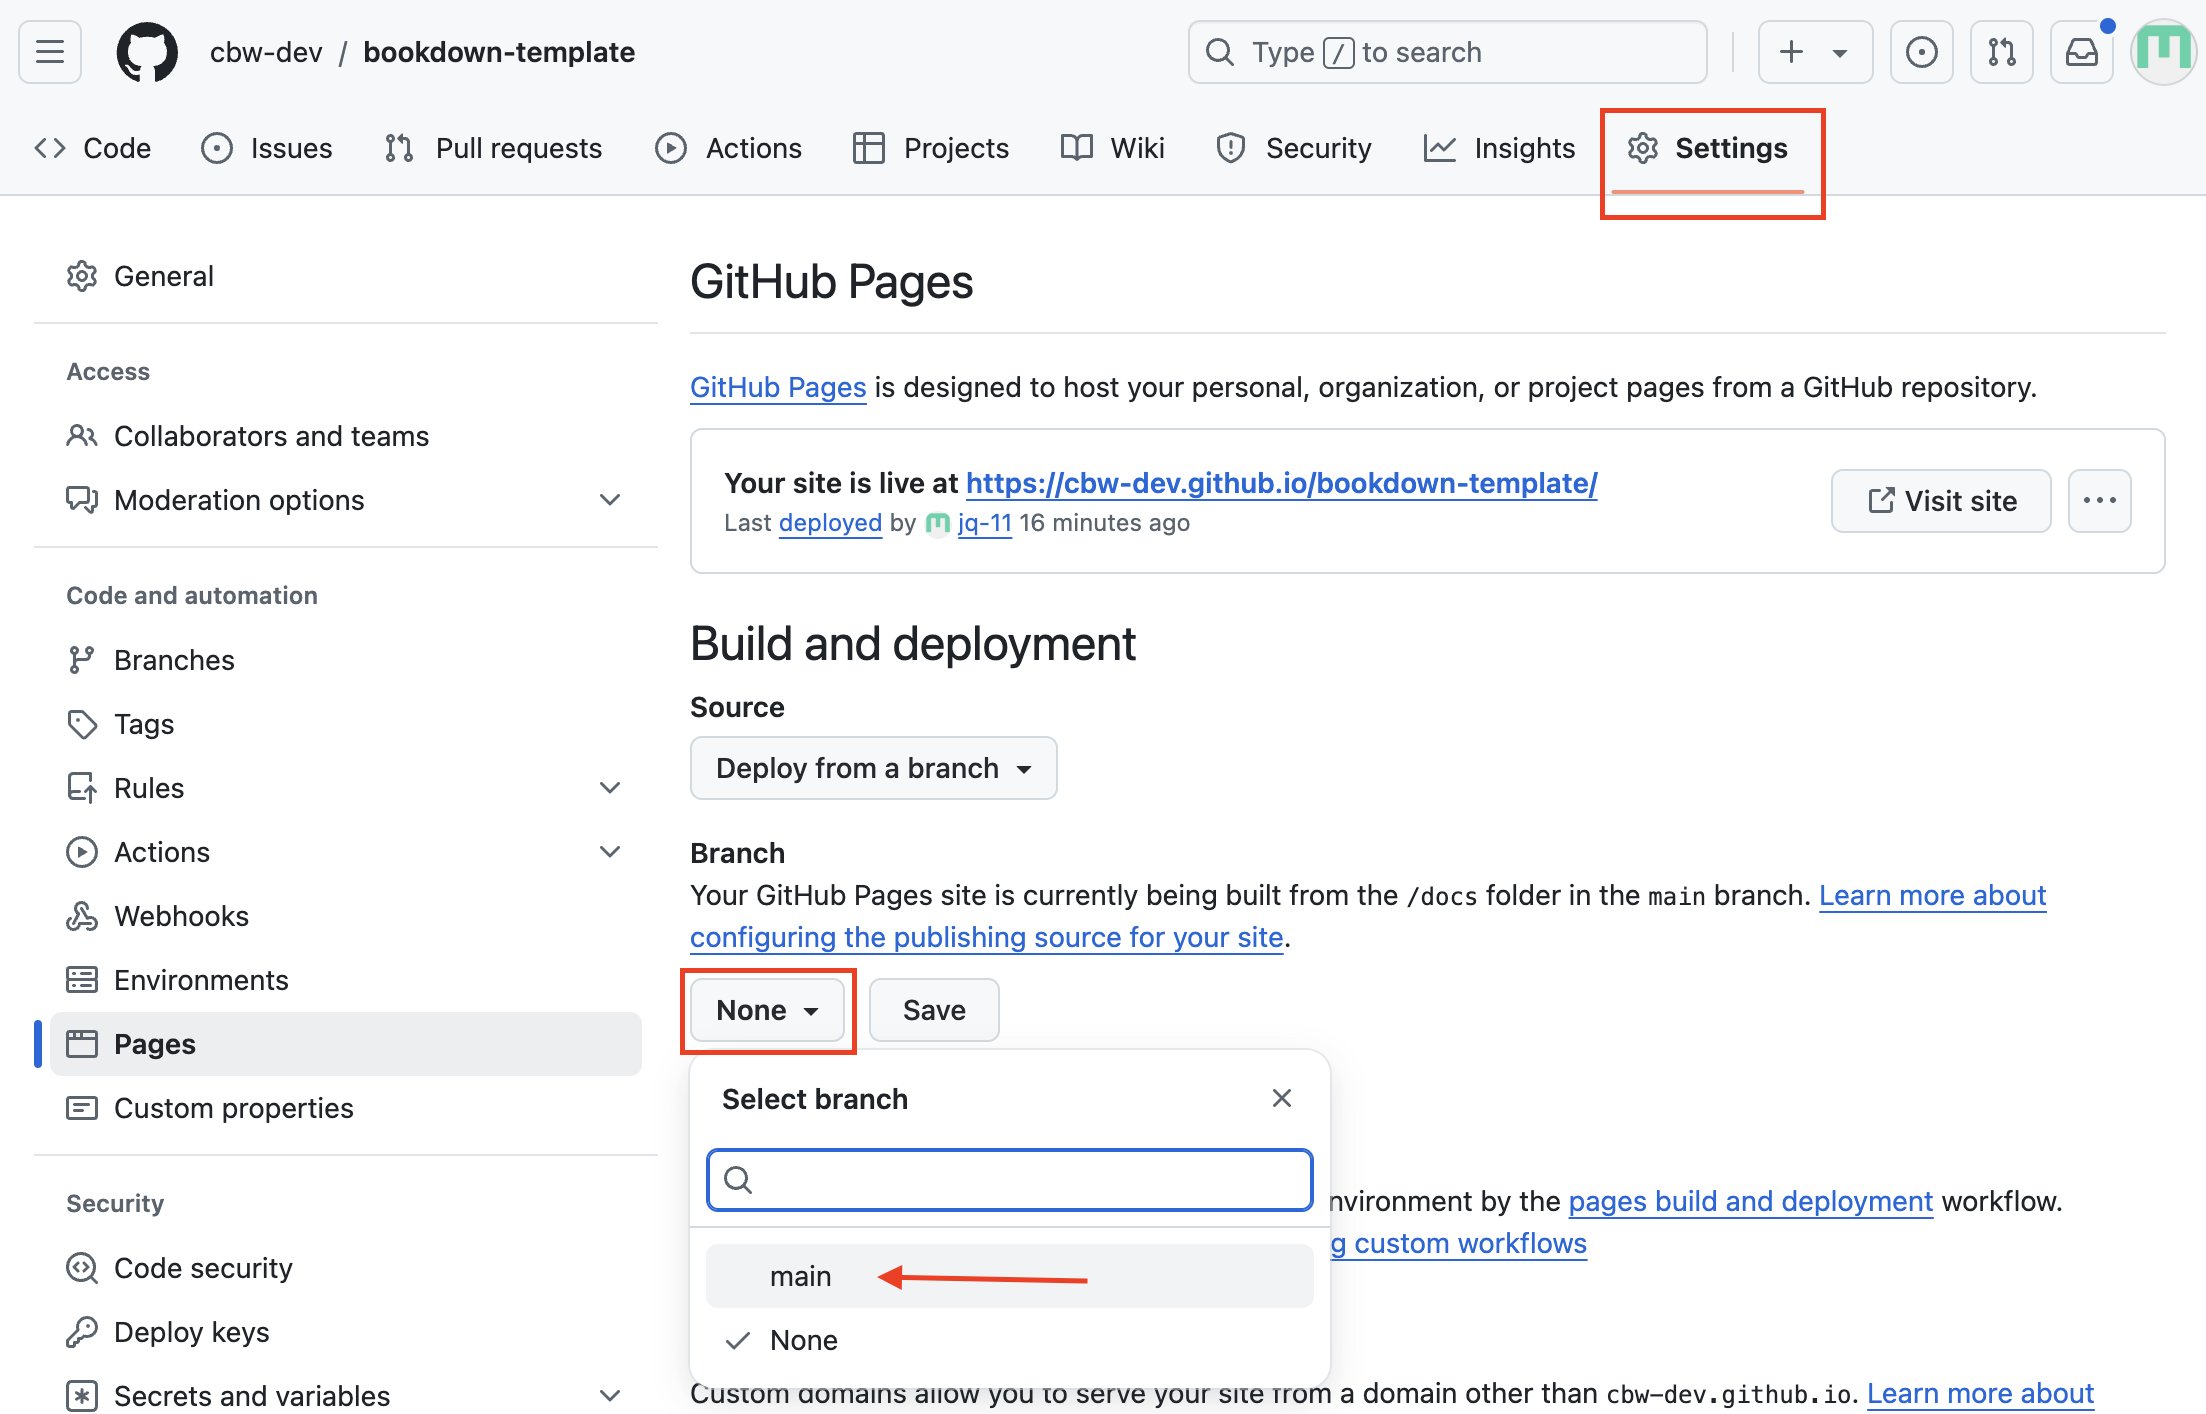 cbw-dev / bookdown-template
Type / to search
Code Issues Pull requests Actions Projects Wiki Security Insights Settings
General
Access
Collaborators and teams
Moderation options
Code and automation
Branches
Tags
Rules
Actions
Webhooks
Environments
Pages
Custom properties
Security
Code security
Deploy keys
Secrets and variables
GitHub Pages
GitHub Pages is designed to host your personal, organization, or project pages from a GitHub repository.
Your site is live at https://cbw-dev.github.io/bookdown-template/
Last deployed by jq-11 16 minutes ago
Visit site
Build and deployment
Source
Deploy from a branch
Branch
Your GitHub Pages site is currently being built from the /docs folder in the main branch. Learn more about
configuring the publishing source for your site.
None Save
Select branch
main
None
nvironment by the pages build and deployment workflow.
g custom workflows
Custom domains allow you to serve your site from a domain other than cbw-dev.github.io. Learn more about